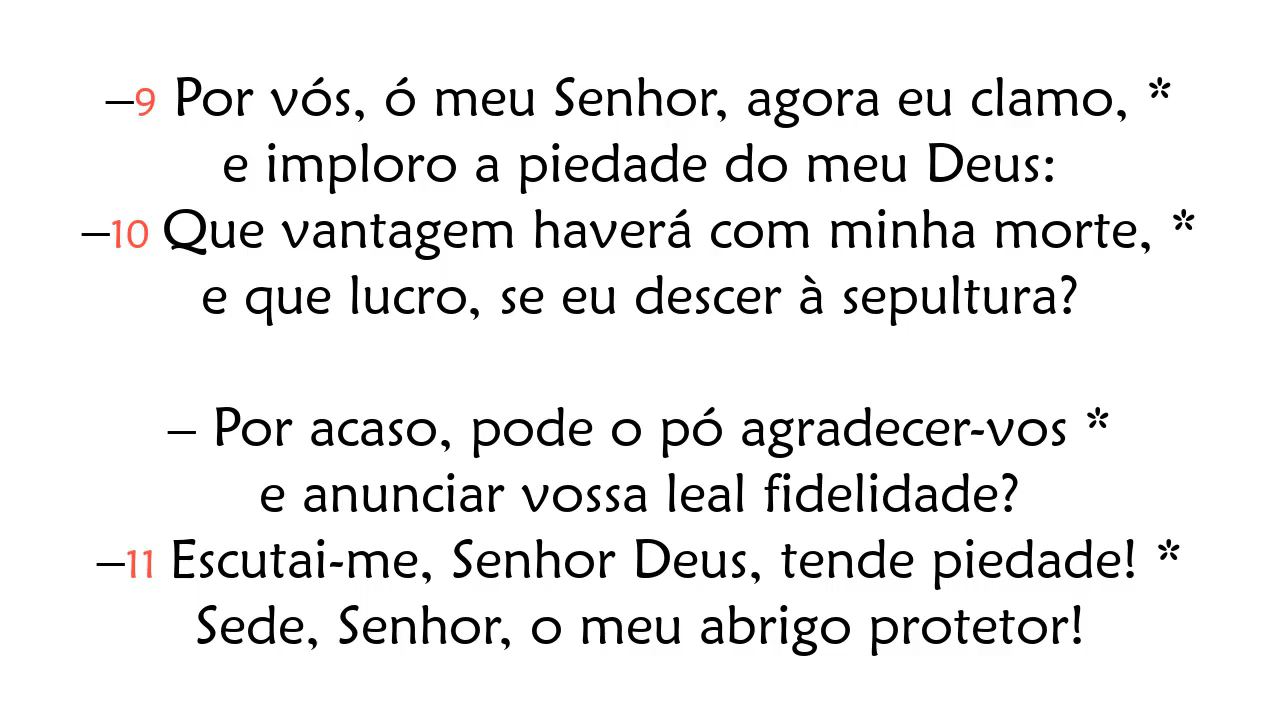 –9 Por vós, ó meu Senhor, agora eu clamo, *
e imploro a piedade do meu Deus:
–10 Que vantagem haverá com minha morte, *
e que lucro, se eu descer à sepultura?
– Por acaso, pode o pó agradecer-vos *
e anunciar vossa leal fidelidade?
–11 Escutai-me, Senhor Deus, tende piedade! *
Sede, Senhor, o meu abrigo protetor!